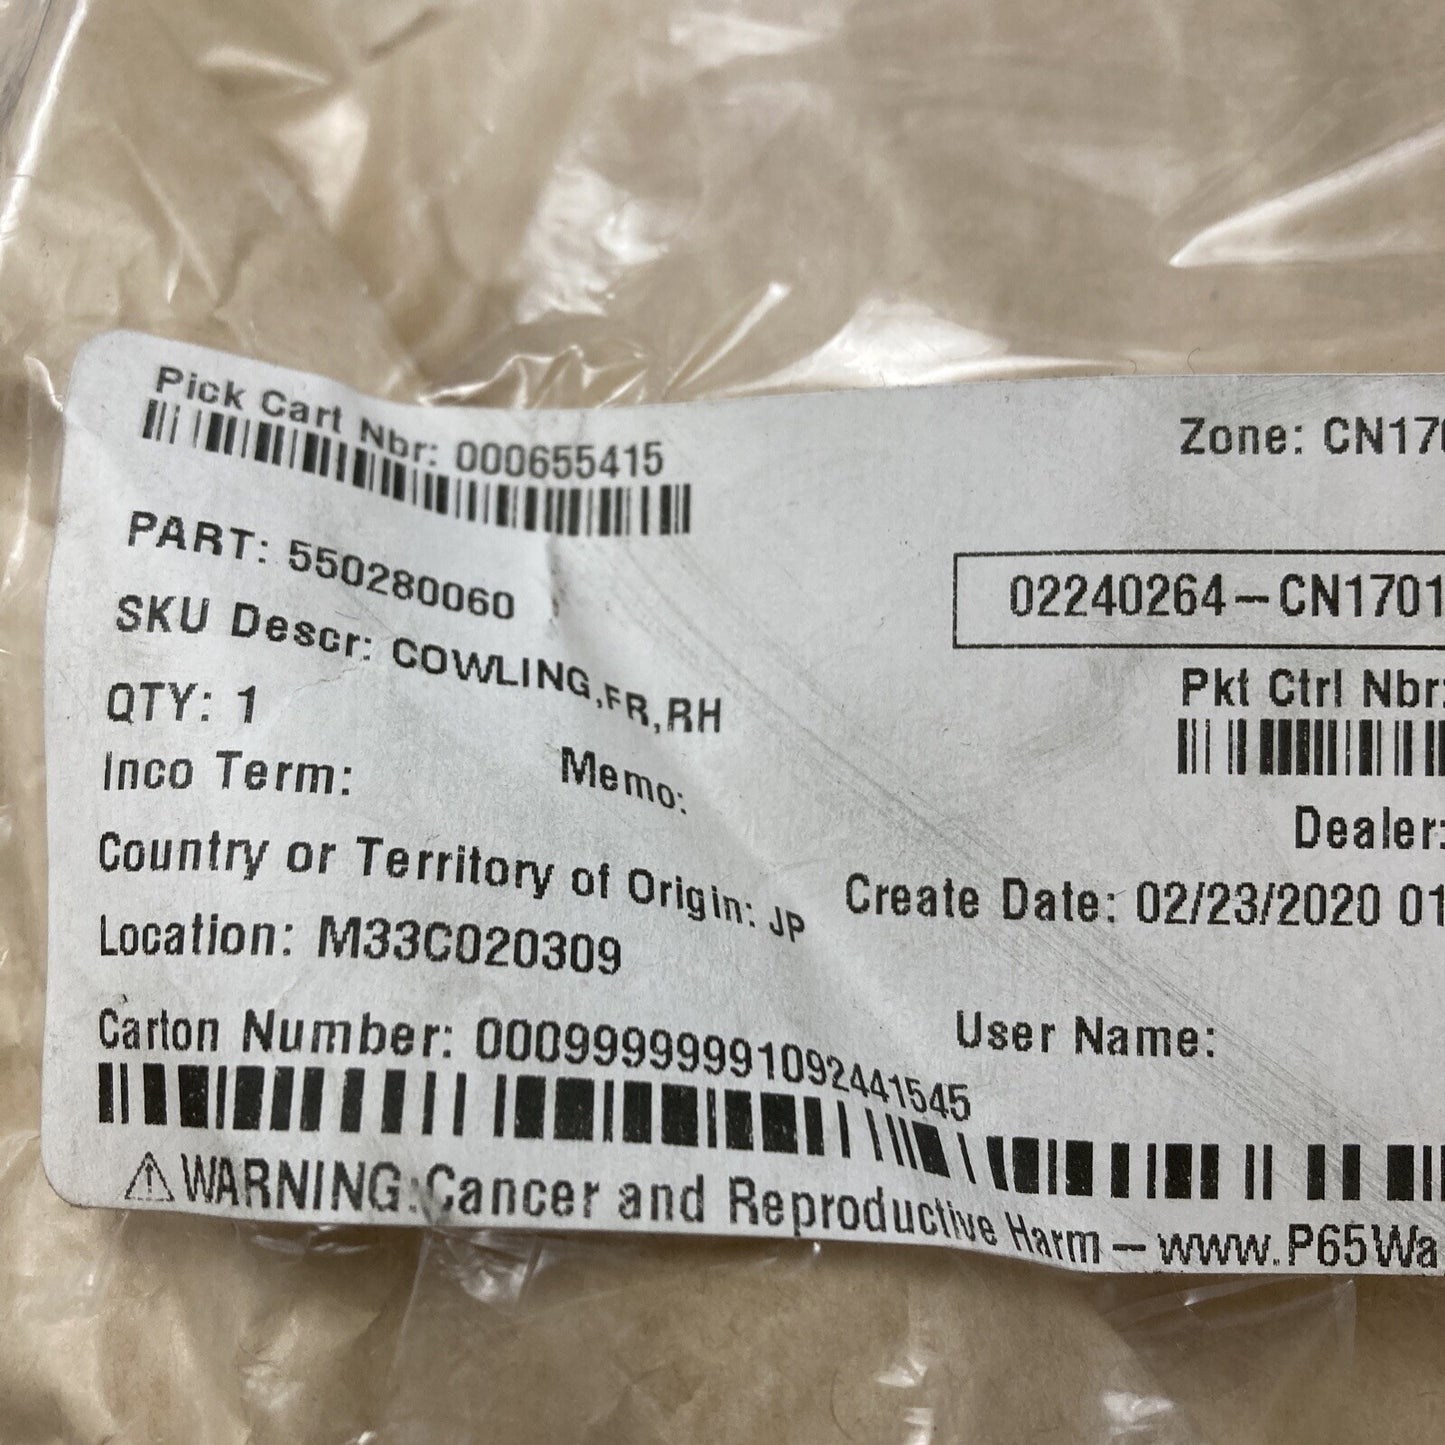 Pick Cart Nbr: 000655415
Zone: CN170
PART: 550280060
02240264-CN1701
SKU Descr: COWLING,FR,RH
Pkt Ctrl Nbr:
QTY: 1
Inco Term: Memo:
Dealer:
Country or Territory of Origin: JP
Create Date: 02/23/2020 01
Location: M33C020309
User Name:
Carton Number: 00099999991092441545
⚠WARNING:Cancer and Reproductive Harm – www.P65Wa